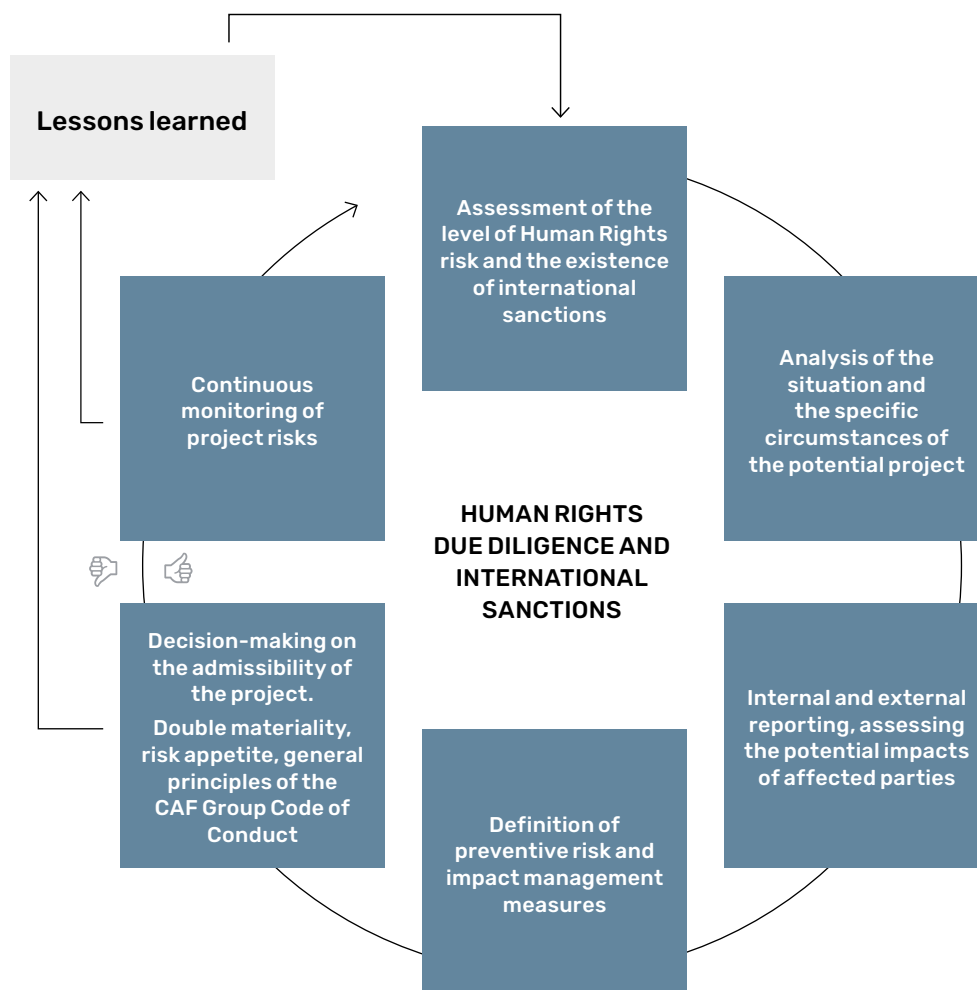 Lessons learned
Assessment of the
level of Human Rights
risk and the existence
of international
sanctions
Analysis of the
situation and
the specific
circumstances of
the potential project
Internal and external
reporting, assessing
the potential impacts
of affected parties
Definition of
preventive risk and
impact management
measures
Decision-making on
the admissibility of
the project.
Double materiality,
risk appetite, general
principles of the
CAF Group Code of
Conduct
Continuous
monitoring of
project risks
HUMAN RIGHTS
DUE DILIGENCE AND
INTERNATIONAL
SANCTIONS